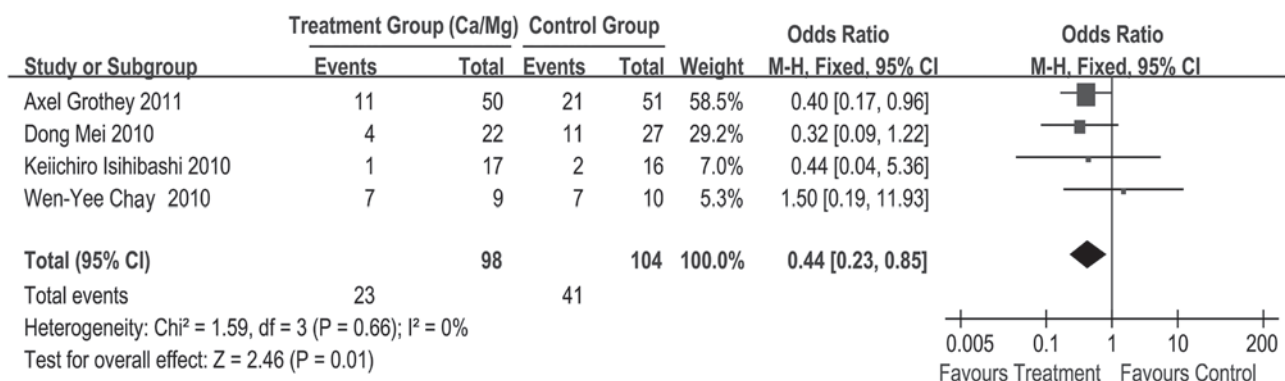 Treatment Group (Ca/Mg) Control Group Odds Ratio Odds Ratio
Study or Subgroup Events Total Events Total Weight M-H, Fixed, 95% CI M-H, Fixed, 95% CI
Axel Grothey 2011 11 50 21 51 58.5% 0.40 [0.17, 0.96]
Dong Mei 2010 4 22 11 27 29.2% 0.32 [0.09, 1.22]
Keiichiro Isihibashi 2010 1 17 2 16 7.0% 0.44 [0.04, 5.36]
Wen-Yee Chay 2010 7 9 7 10 5.3% 1.50 [0.19, 11.93]
Total (95% CI) 98 104 100.0% 0.44 [0.23, 0.85]
Total events 23 41
Heterogeneity: Chi² = 1.59, df = 3 (P = 0.66); I² = 0%
Test for overall effect: Z = 2.46 (P = 0.01)
0.005 0.1 1 10 200
Favours Treatment Favours Control